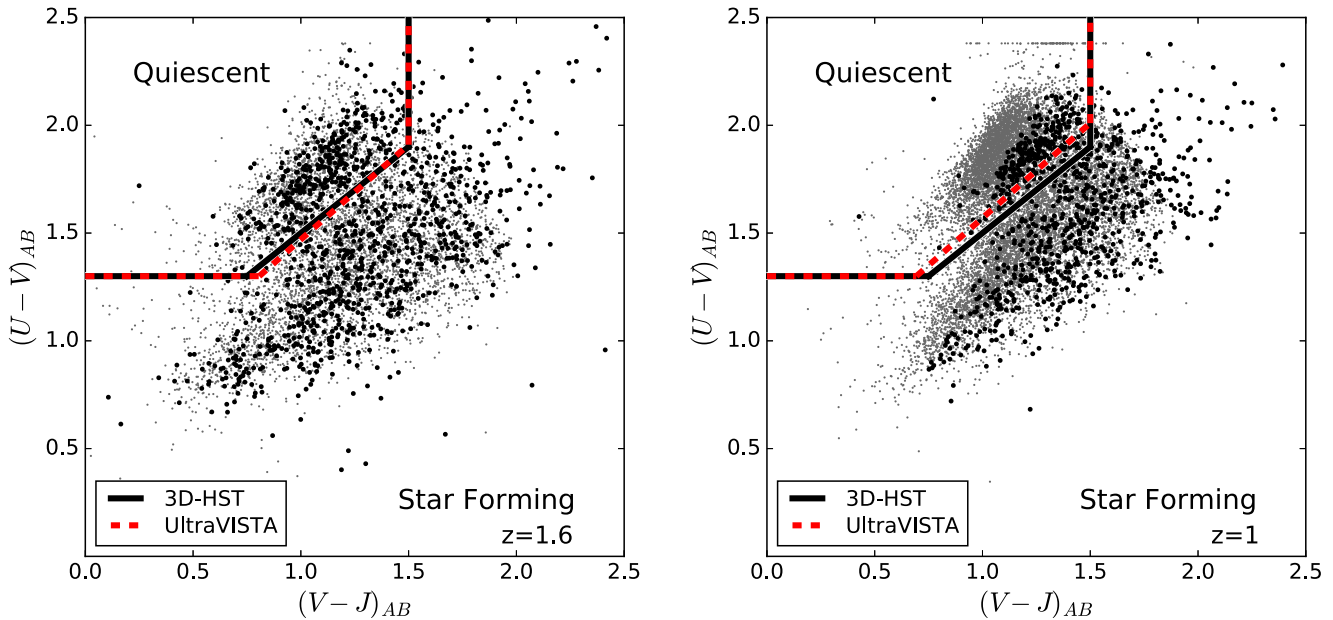 2.5
2.0
1.5
1.0
0.5
(U − V)_{AB}
Quiescent
3D-HST
UltraVISTA
Star Forming
z=1.6
0.0 0.5 1.0 1.5 2.0 2.5
(V − J)_{AB}
2.5
2.0
1.5
1.0
0.5
(U − V)_{AB}
Quiescent
3D-HST
UltraVISTA
Star Forming
z=1
0.0 0.5 1.0 1.5 2.0 2.5
(V − J)_{AB}